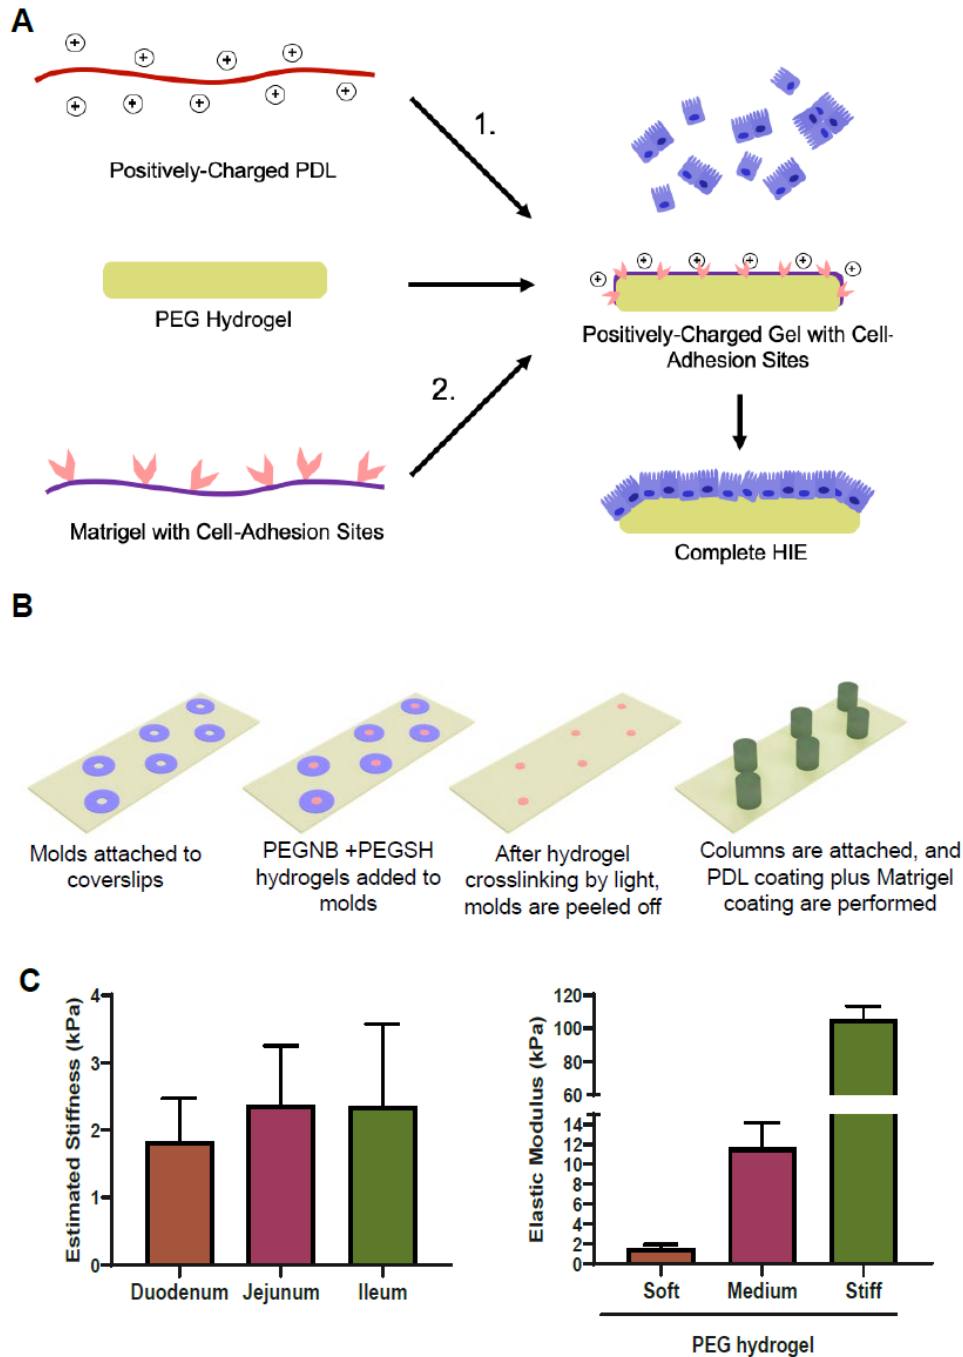 A
1.
Positively-Charged PDL
PEG Hydrogel
Positively-Charged Gel with Cell-
Adhesion Sites
2.
Matrigel with Cell-Adhesion Sites
Complete HIE
B
Molds attached to
coverslips
PEGNB +PEGSH
hydrogels added to
molds
After hydrogel
crosslinking by light,
molds are peeled off
Columns are attached, and
PDL coating plus Matrigel
coating are performed
C
Estimated Stiffness (kPa)
4
3
2
1
0
Duodenum Jejunum Ileum
Elastic Modulus (kPa)
120
100
80
60
14
12
10
8
6
4
2
0
Soft Medium Stiff
PEG hydrogel